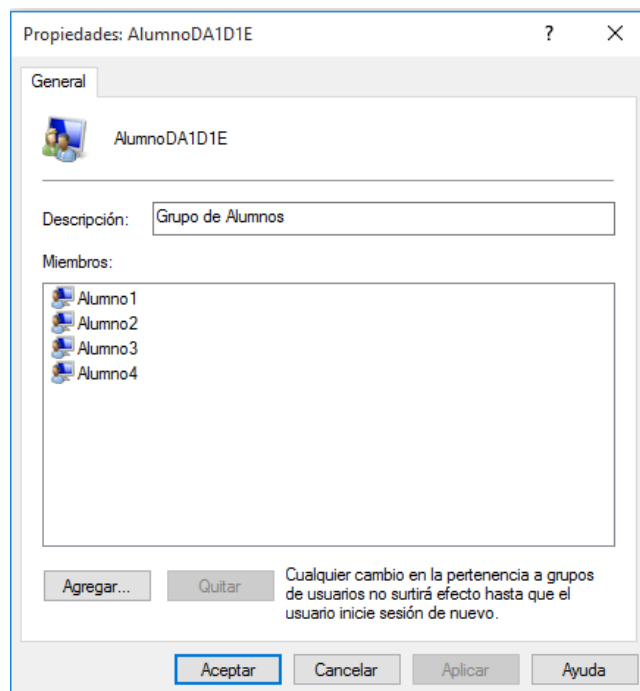 Propiedades: AlumnoDA1D1E
?
General
AlumnoDA1D1E
Descripción: Grupo de Alumnos
Miembros:
Alumno1
Alumno2
Alumno3
Alumno4
Agregar...
Quitar
Cualquier cambio en la pertenencia a grupos
de usuarios no surtirá efecto hasta que el
usuario inicie sesión de nuevo.
Aceptar
Cancelar
Aplicar
Ayuda